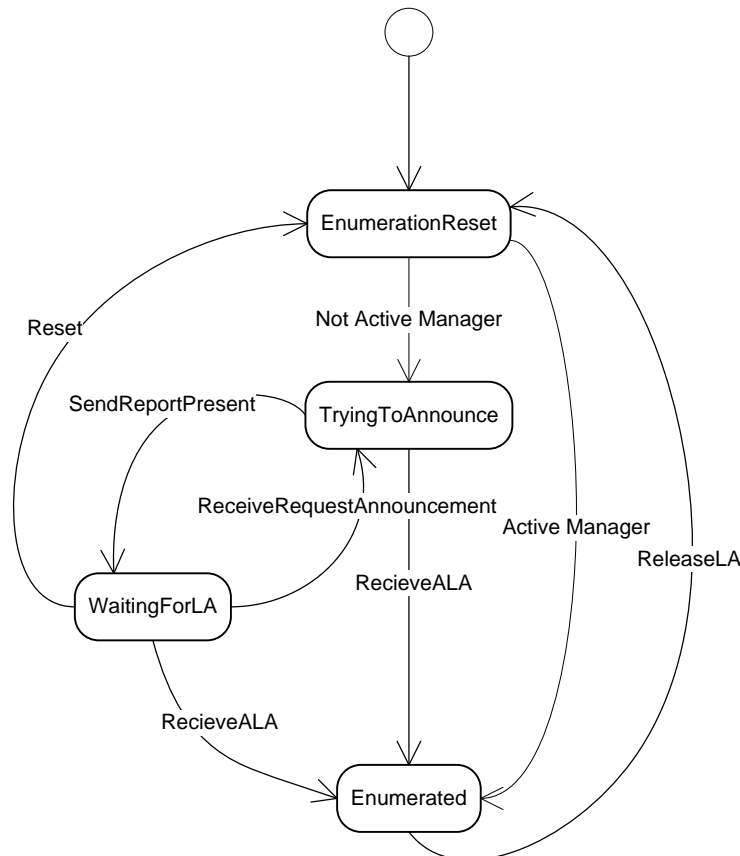 EnumerationReset
Not Active Manager
Reset
SendReportPresent
TryingToAnnounce
ReceiveRequestAnnouncement
Active Manager
ReleaseLA
RecieveALA
WaitingForLA
RecieveALA
Enumerated